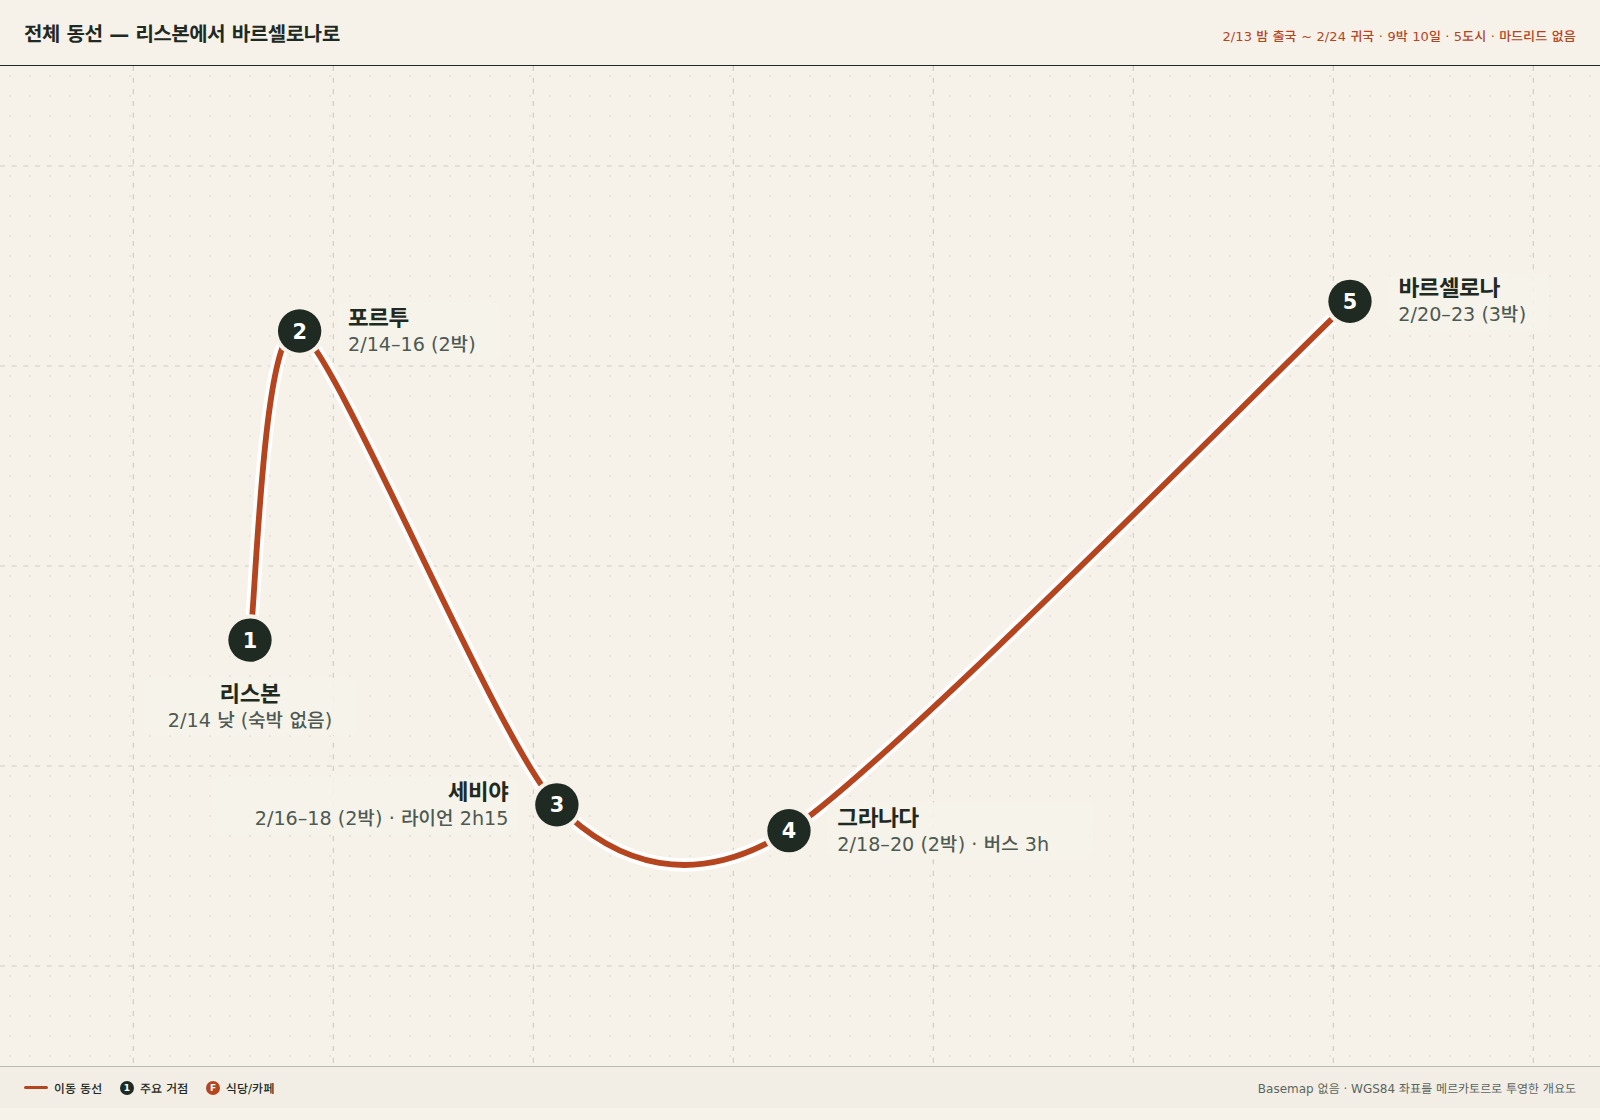 전체 동선 — 리스본에서 바르셀로나로
2/13 밤 출국 ~ 2/24 귀국 · 9박 10일 · 5도시 · 마드리드 없음
5
바르셀로나
2/20–23 (3박)
2
포르투
2/14–16 (2박)
1
리스본
2/14 낮 (숙박 없음)
세비야
2/16–18 (2박) · 라이언 2h15
3
4
그라나다
2/18–20 (2박) · 버스 3h
이동 동선
1 주요 거점
F 식당/카페
Basemap 없음 · WGS84 좌표를 메르카토르로 투영한 개요도